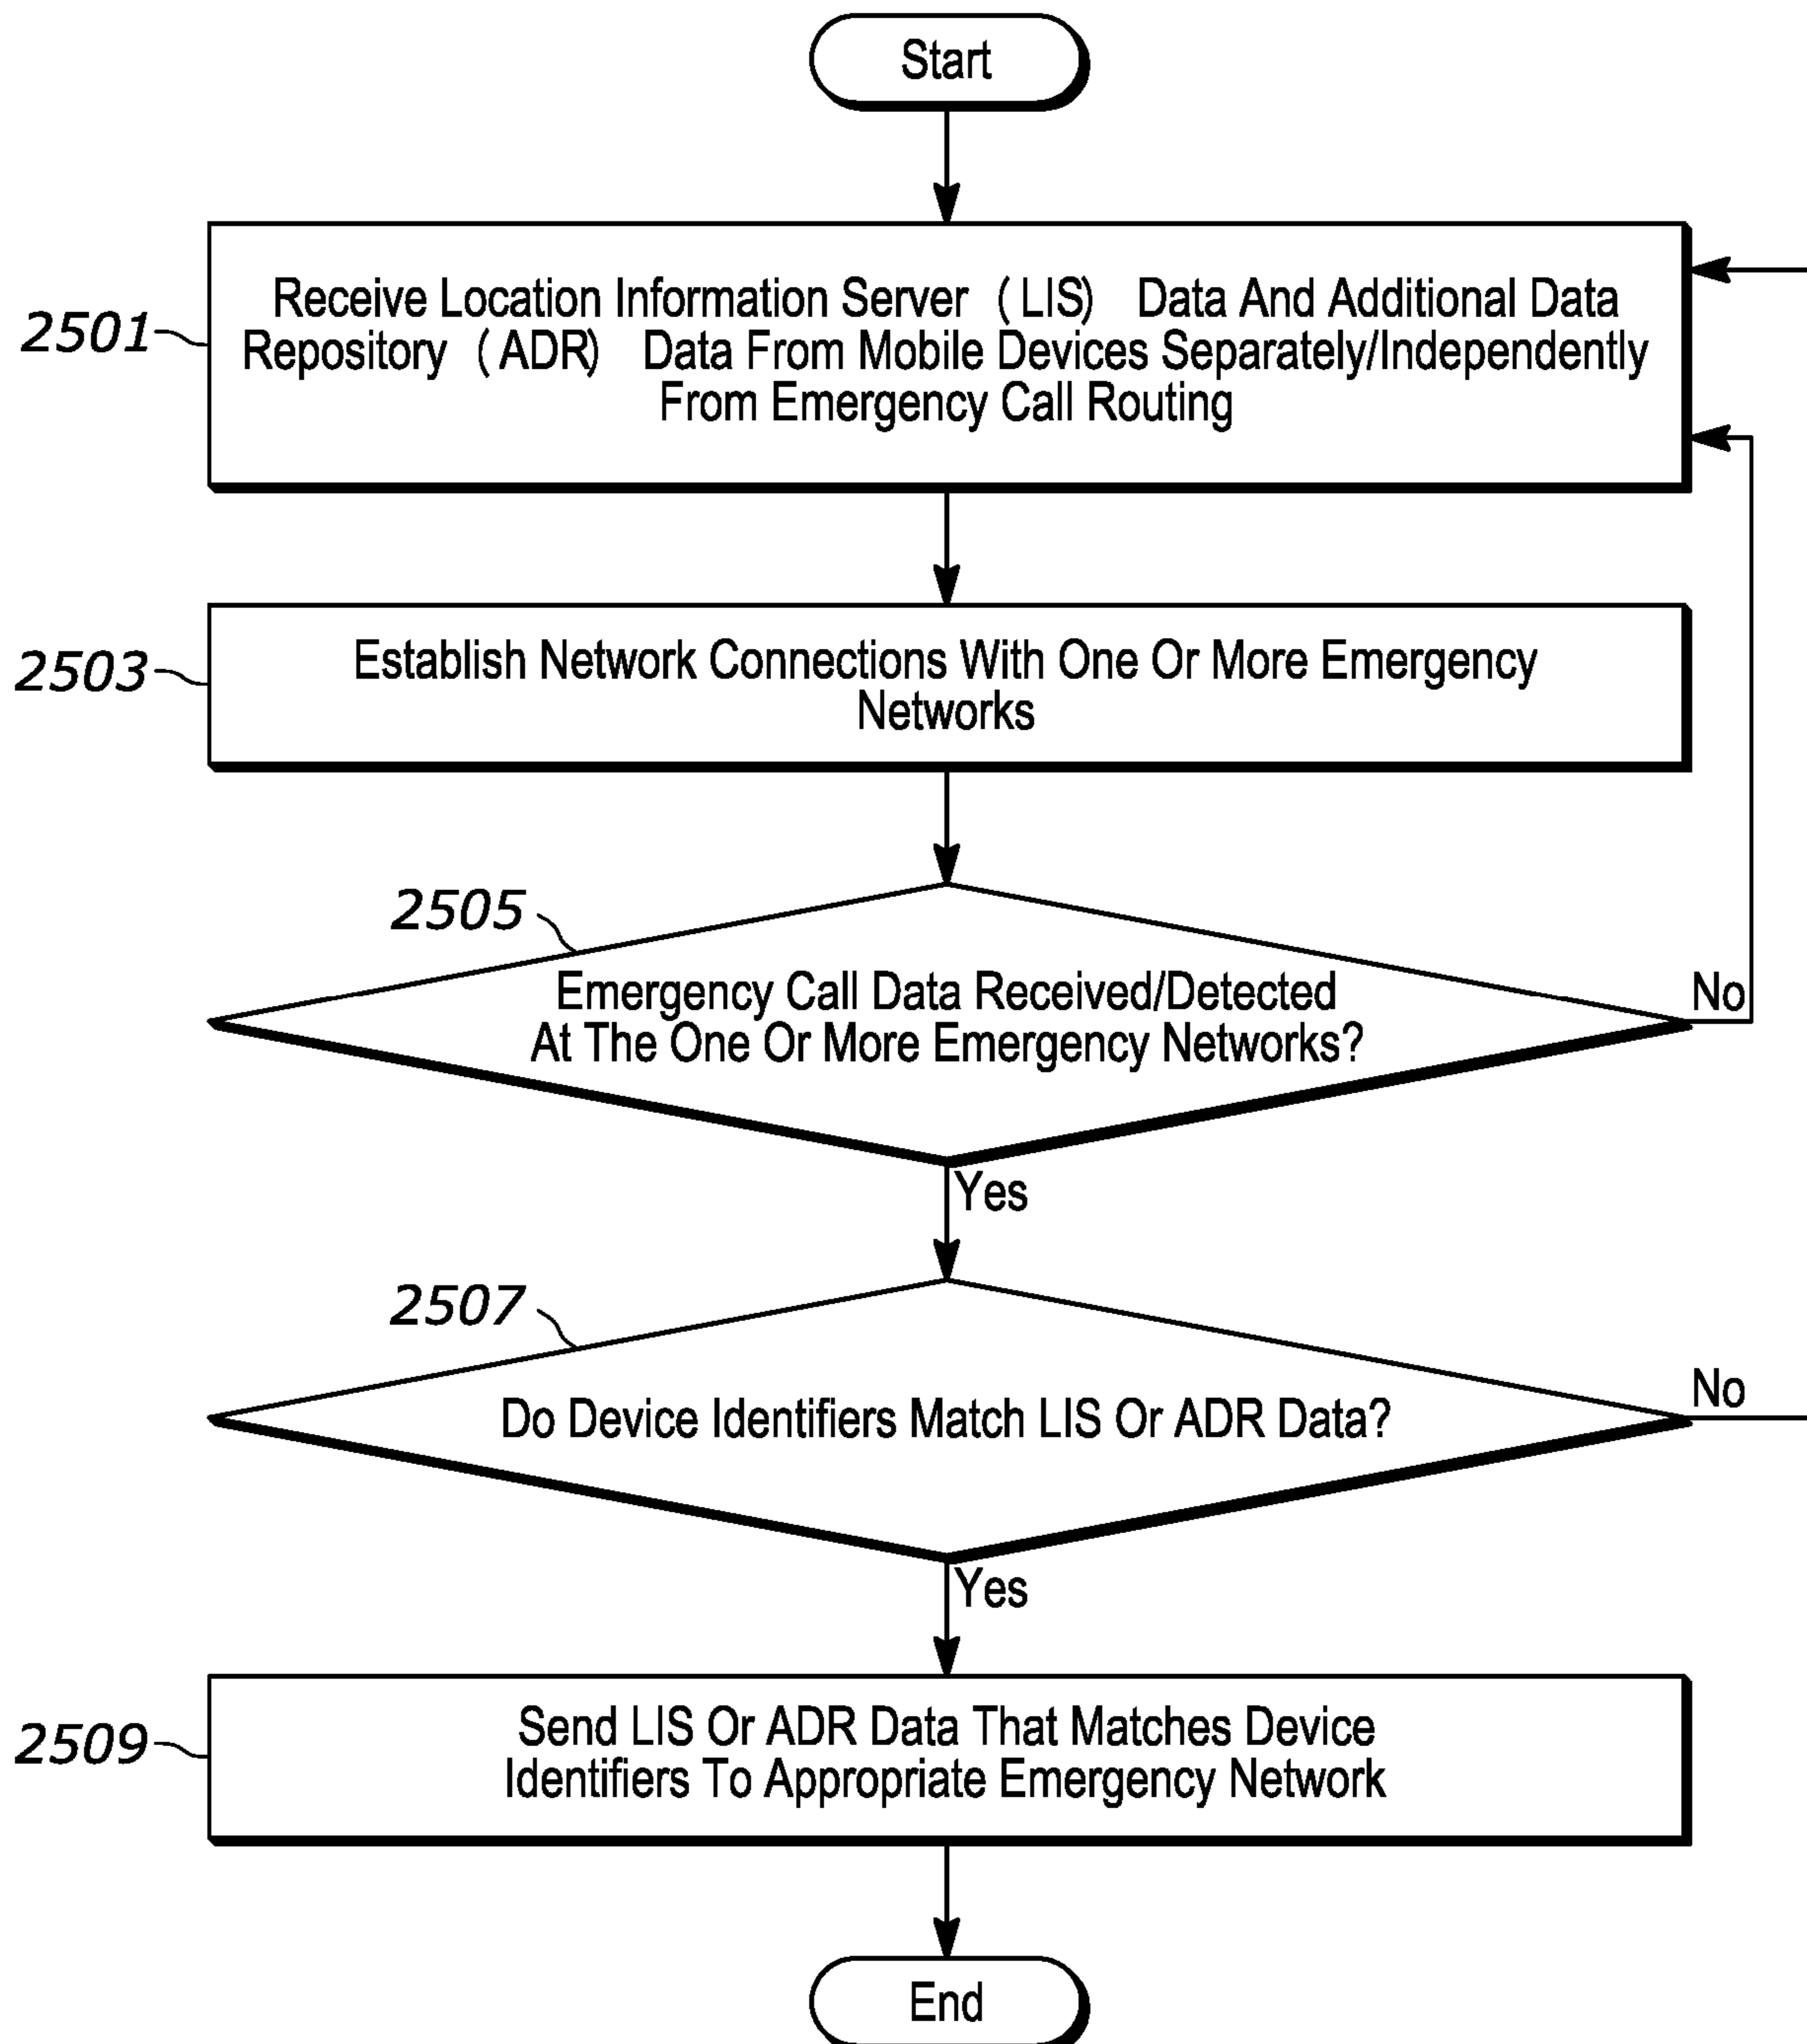 Start
2501
Receive Location Information Server (LIS) Data And Additional Data
Repository (ADR) Data From Mobile Devices Separately/Independently
From Emergency Call Routing
2503
Establish Network Connections With One Or More Emergency
Networks
2505
Emergency Call Data Received/Detected
At The One Or More Emergency Networks?
No
Yes
2507
Do Device Identifiers Match LIS Or ADR Data?
No
Yes
2509
Send LIS Or ADR Data That Matches Device
Identifiers To Appropriate Emergency Network
End